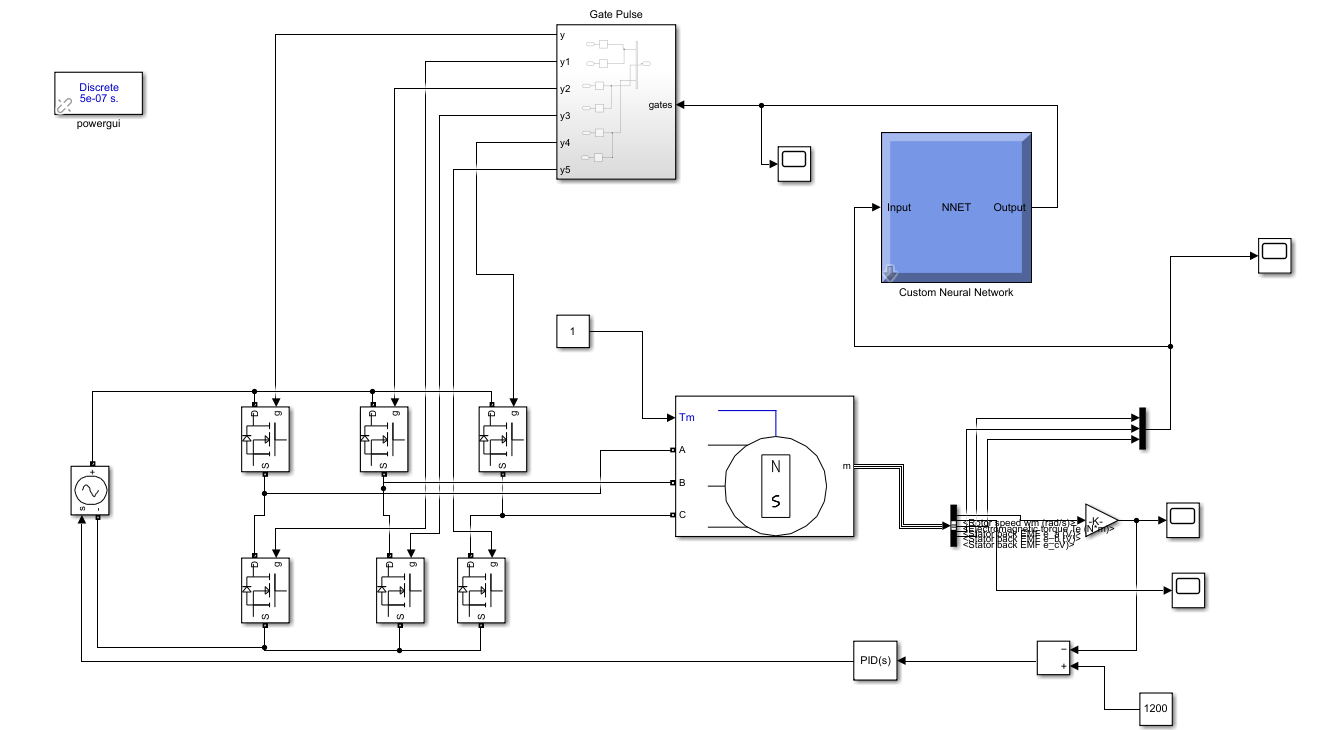 Gate Pulse
y
y1
y2
y3
y4
y5
gates
Discrete
5e-07 s.
powergui
Input
NNET
Output
Custom Neural Network
1
D
g
S
D
g
S
D
g
S
Tm
A
B
C
N
S
m
+
s
-
<Rotor speed wm (rad/s)>
<Electromagnetic torque Te (N*m)>
<Stator back EMF e_a (V)>
<Stator back EMF e_b (V)>
<Stator back EMF e_cV)>
-K-
D
g
S
D
g
S
D
g
S
PID(s)
−
+
1200